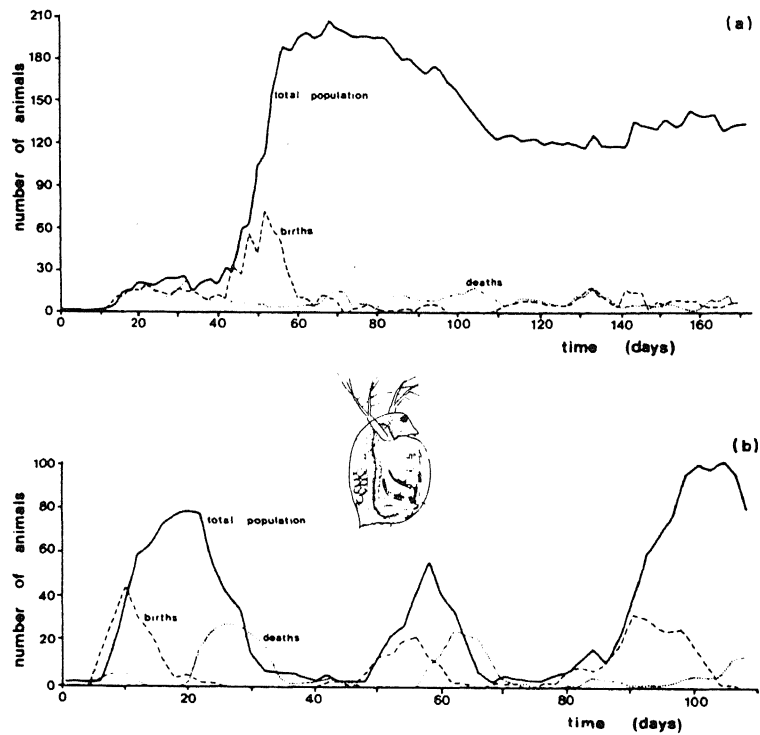 (a)
number of animals
210
180
150
120
90
60
30
0
total population
births
deaths
0 20 40 60 80 100 120 140 160
time (days)
(b)
number of animals
100
80
60
40
20
0
total population
births
deaths
0 20 40 60 80 100
time (days)